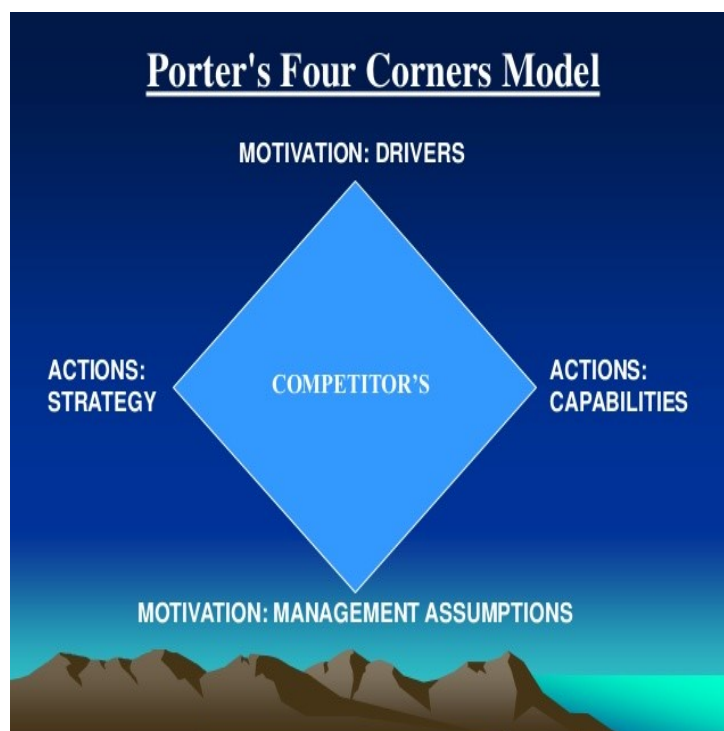 Porter's Four Corners Model
MOTIVATION: DRIVERS
ACTIONS:
STRATEGY
COMPETITOR’S
ACTIONS:
CAPABILITIES
MOTIVATION: MANAGEMENT ASSUMPTIONS